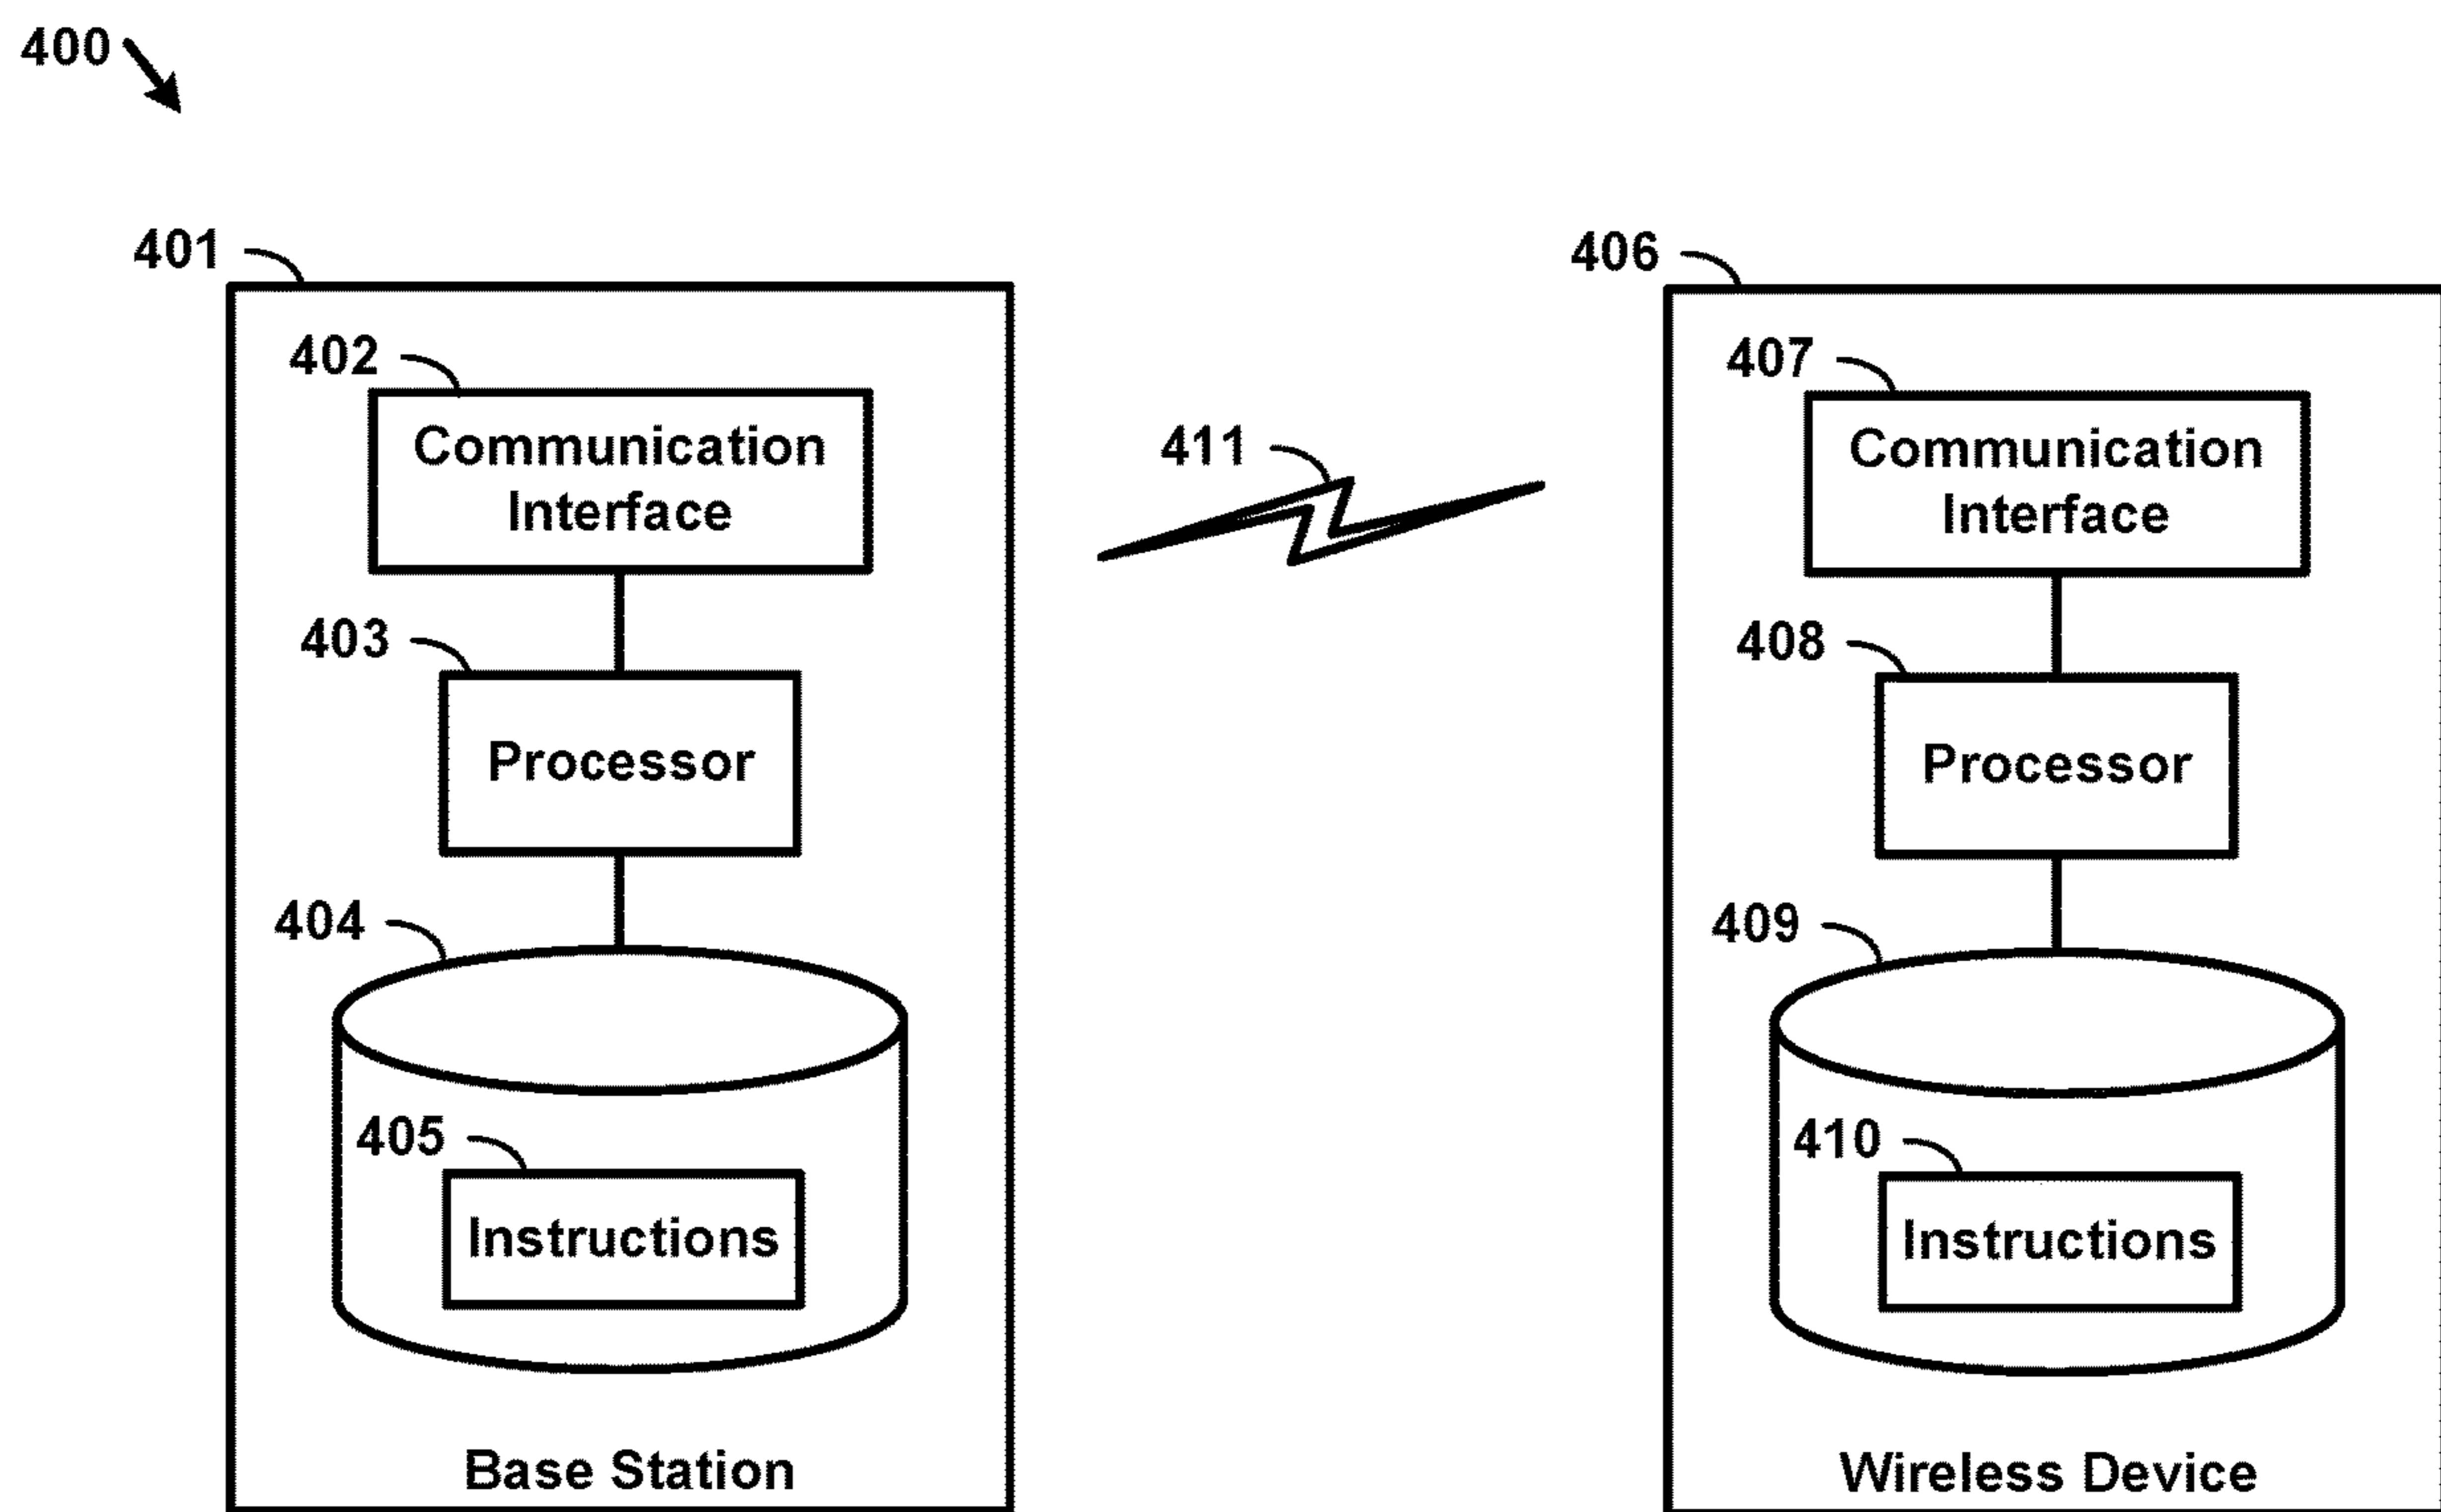 400
401
402
Communication
Interface
403
Processor
404
405
Instructions
Base Station
411
406
407
Communication
Interface
408
Processor
409
410
Instructions
Wireless Device